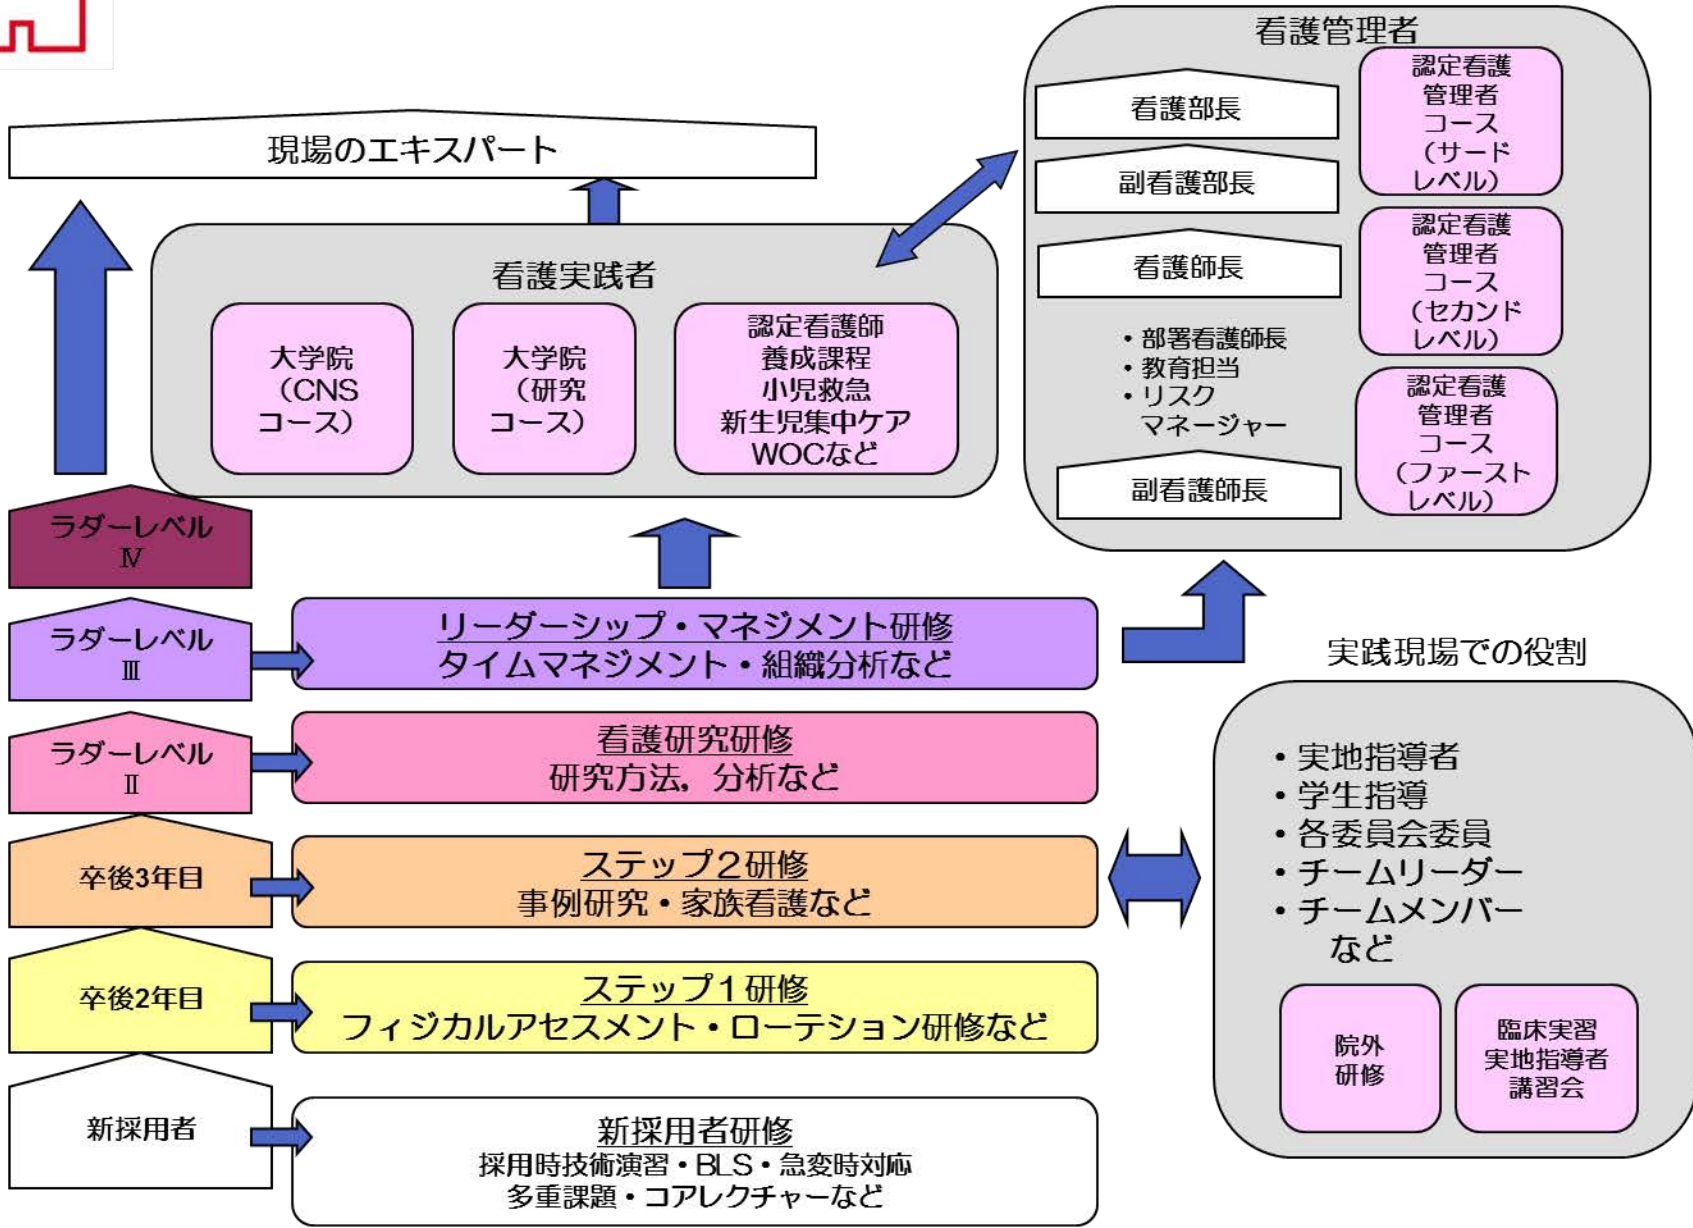 看護管理者
看護部長
副看護部長
看護師長
・部署看護師長
・教育担当
・リスク
マネージャー
副看護師長
認定看護
管理者
コース
（サード
レベル）
認定看護
管理者
コース
（セカンド
レベル）
認定看護
管理者
コース
（ファースト
レベル）
現場のエキスパート
看護実践者
大学院
（CNS
コース）
大学院
（研究
コース）
認定看護師
養成課程
小児救急
新生児集中ケア
WOCなど
ラダーレベル
Ⅳ
ラダーレベル
Ⅲ
リーダーシップ・マネジメント研修
タイムマネジメント・組織分析など
ラダーレベル
Ⅱ
看護研究研修
研究方法，分析など
卒後3年目
ステップ２研修
事例研究・家族看護など
卒後2年目
ステップ１研修
フィジカルアセスメント・ローテション研修など
新採用者
新採用者研修
採用時技術演習・BLS・急変時対応
多重課題・コアレクチャーなど
実践現場での役割
・実地指導者
・学生指導
・各委員会委員
・チームリーダー
・チームメンバー
など
院外
研修
臨床実習
実地指導者
講習会